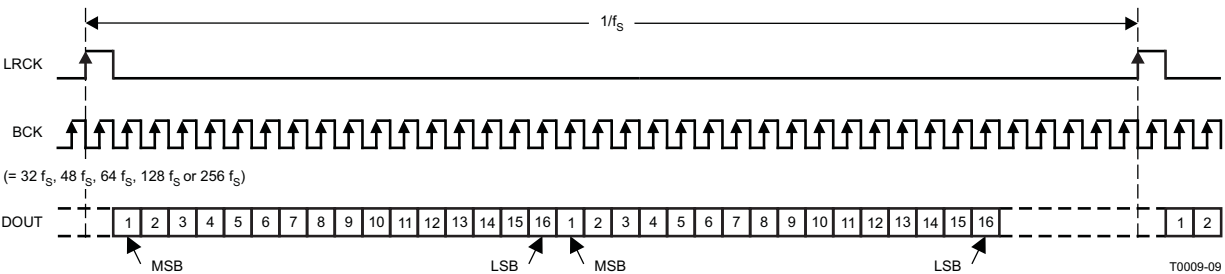 1/fS
LRCK
BCK
(= 32 fS, 48 fS, 64 fS, 128 fS or 256 fS)
DOUT 1 2 3 4 5 6 7 8 9 10 11 12 13 14 15 16 1 2 3 4 5 6 7 8 9 10 11 12 13 14 15 16 1 2
MSB LSB MSB LSB
T0009-09